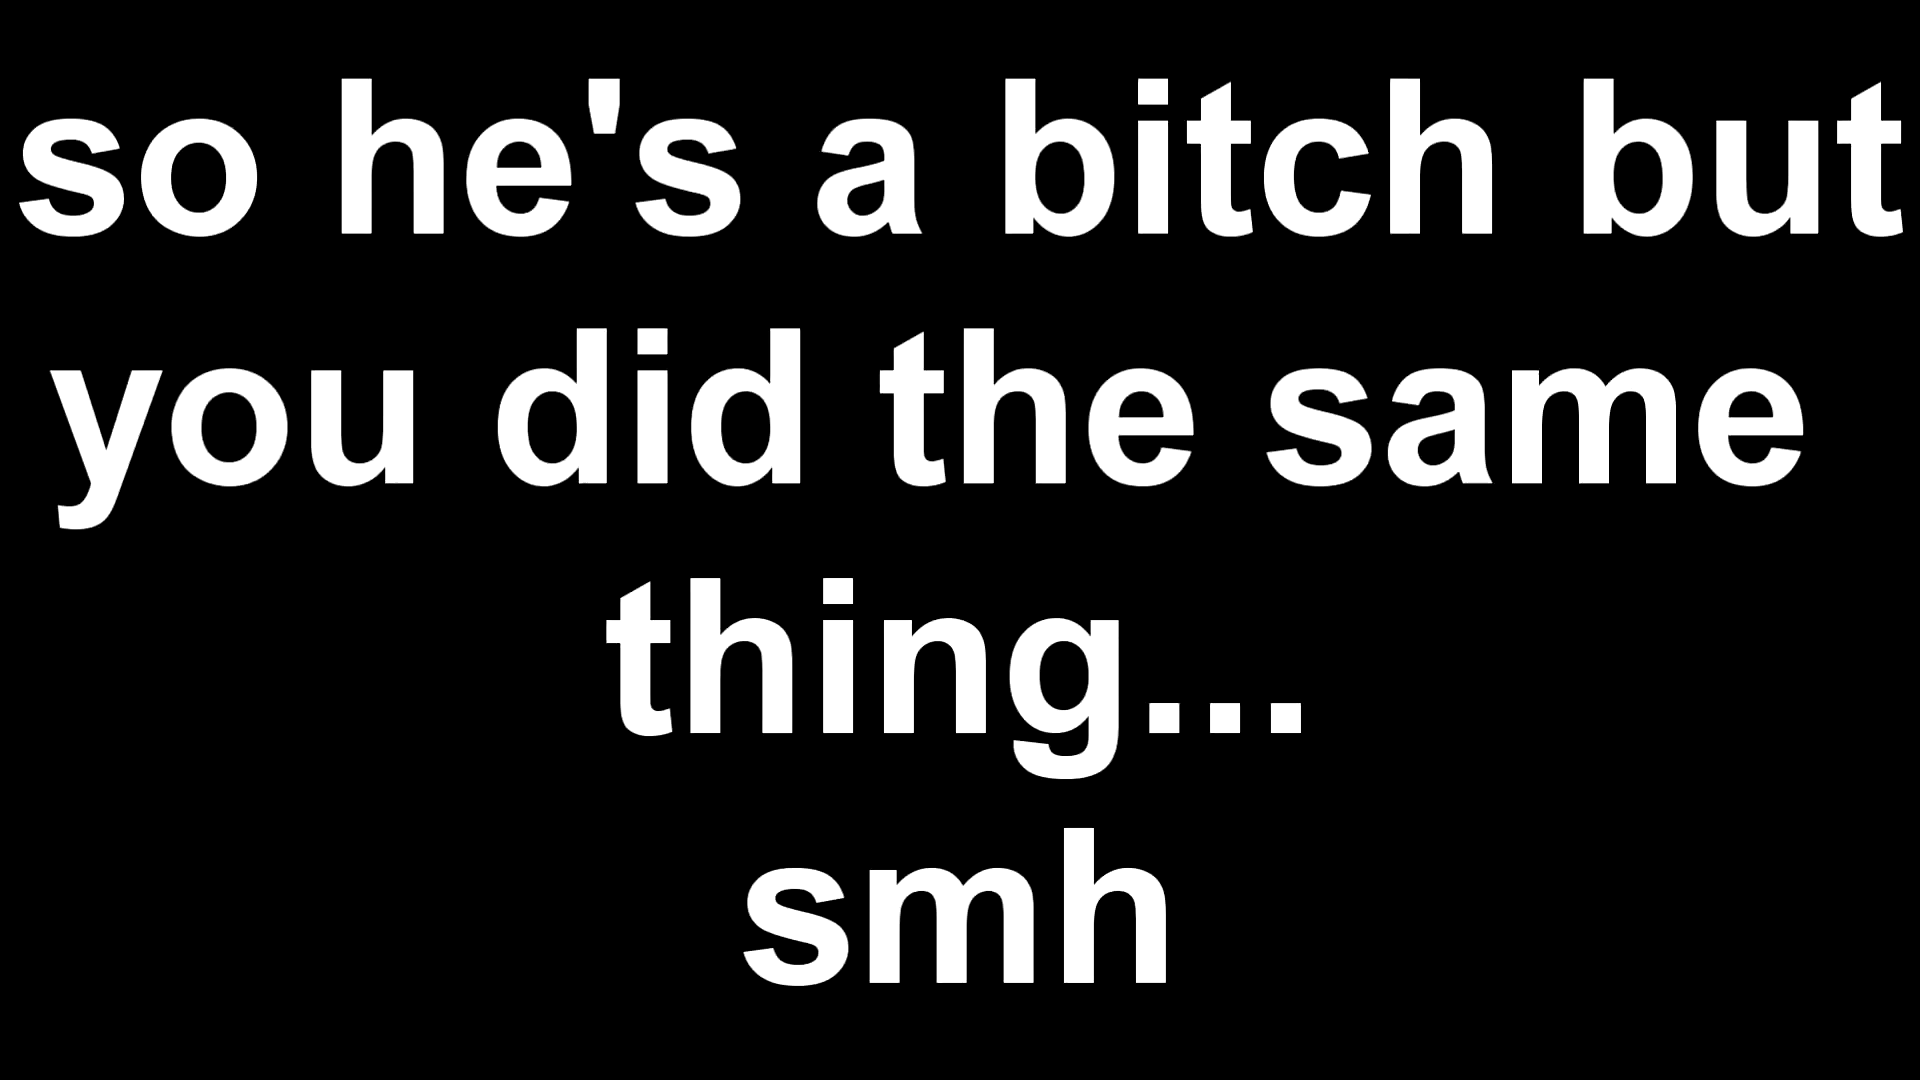 so he's a bitch but
you did the same
thing...
smh